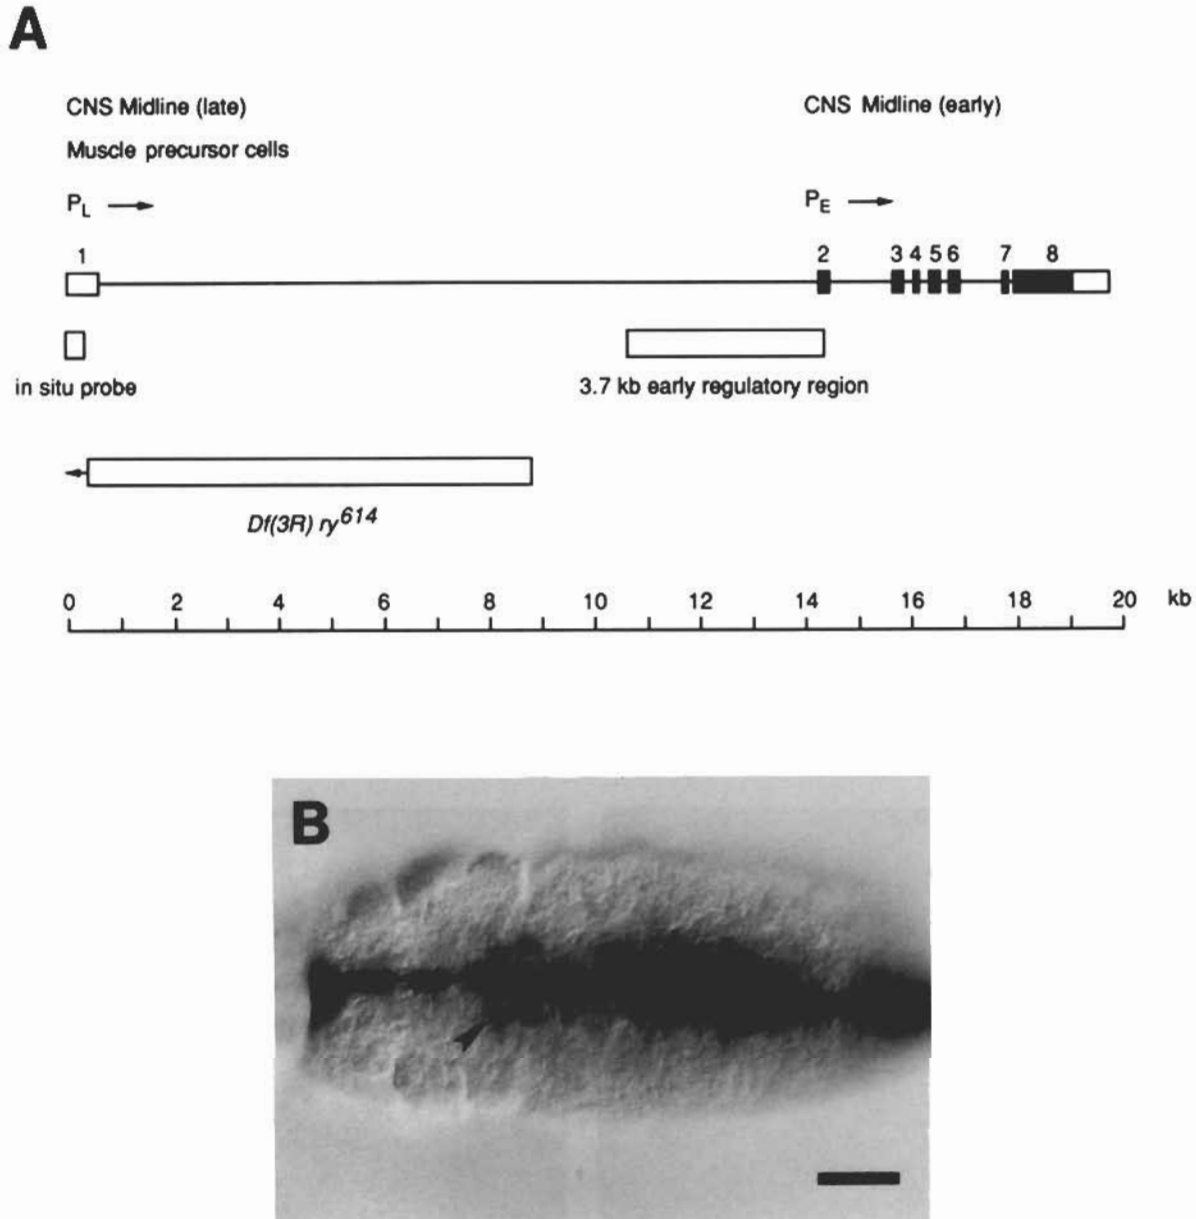 A
CNS Midline (late)
CNS Midline (early)
Muscle precursor cells
PL
PE
1
2
3
4
5
6
7
8
in situ probe
3.7 kb early regulatory region
Df(3R) ry614
0 2 4 6 8 10 12 14 16 18 20 kb
B